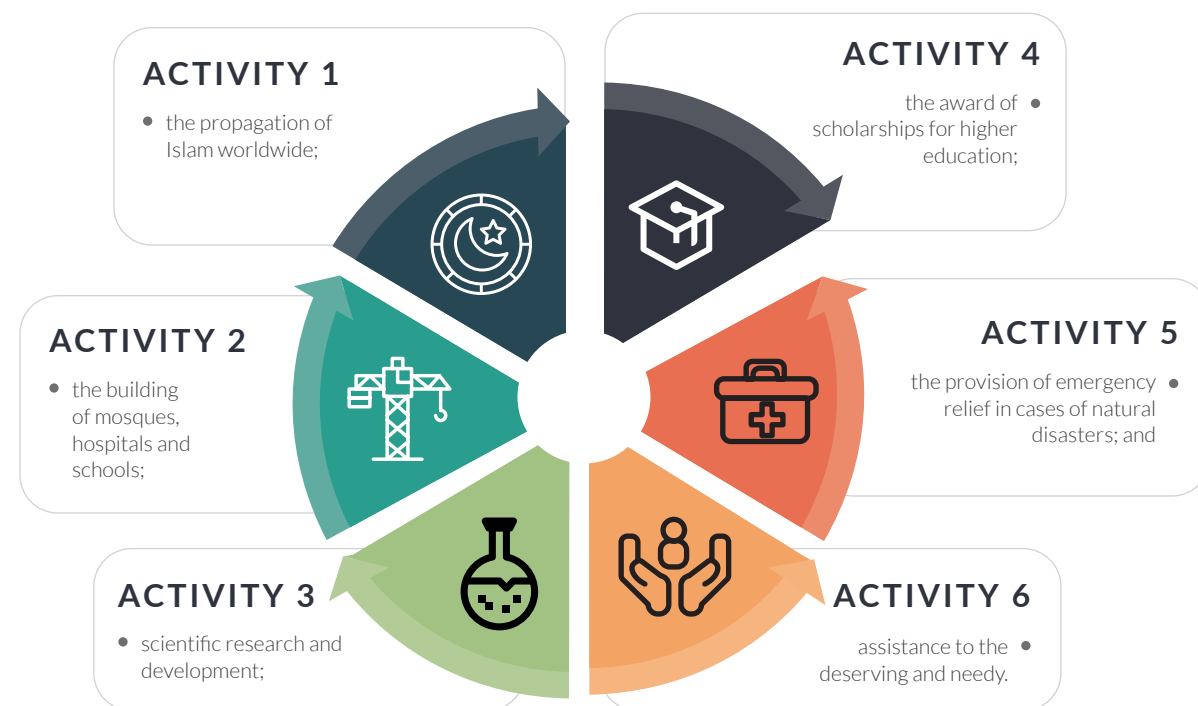 ACTIVITY 1
the propagation of
Islam worldwide;
ACTIVITY 2
the building
of mosques,
hospitals and
schools;
ACTIVITY 3
scientific research and
development;
ACTIVITY 4
the award of
scholarships for higher
education;
ACTIVITY 5
the provision of emergency
relief in cases of natural
disasters; and
ACTIVITY 6
assistance to the
deserving and needy.